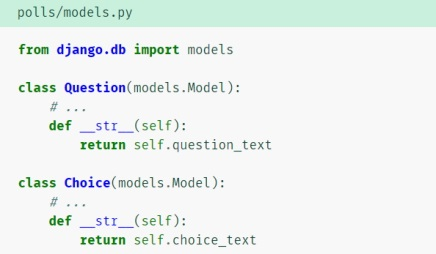 polls/models.py
from django.db import models
class Question(models.Model):
    # ...
    def __str__(self):
        return self.question_text
class Choice(models.Model):
    # ...
    def __str__(self):
        return self.choice_text